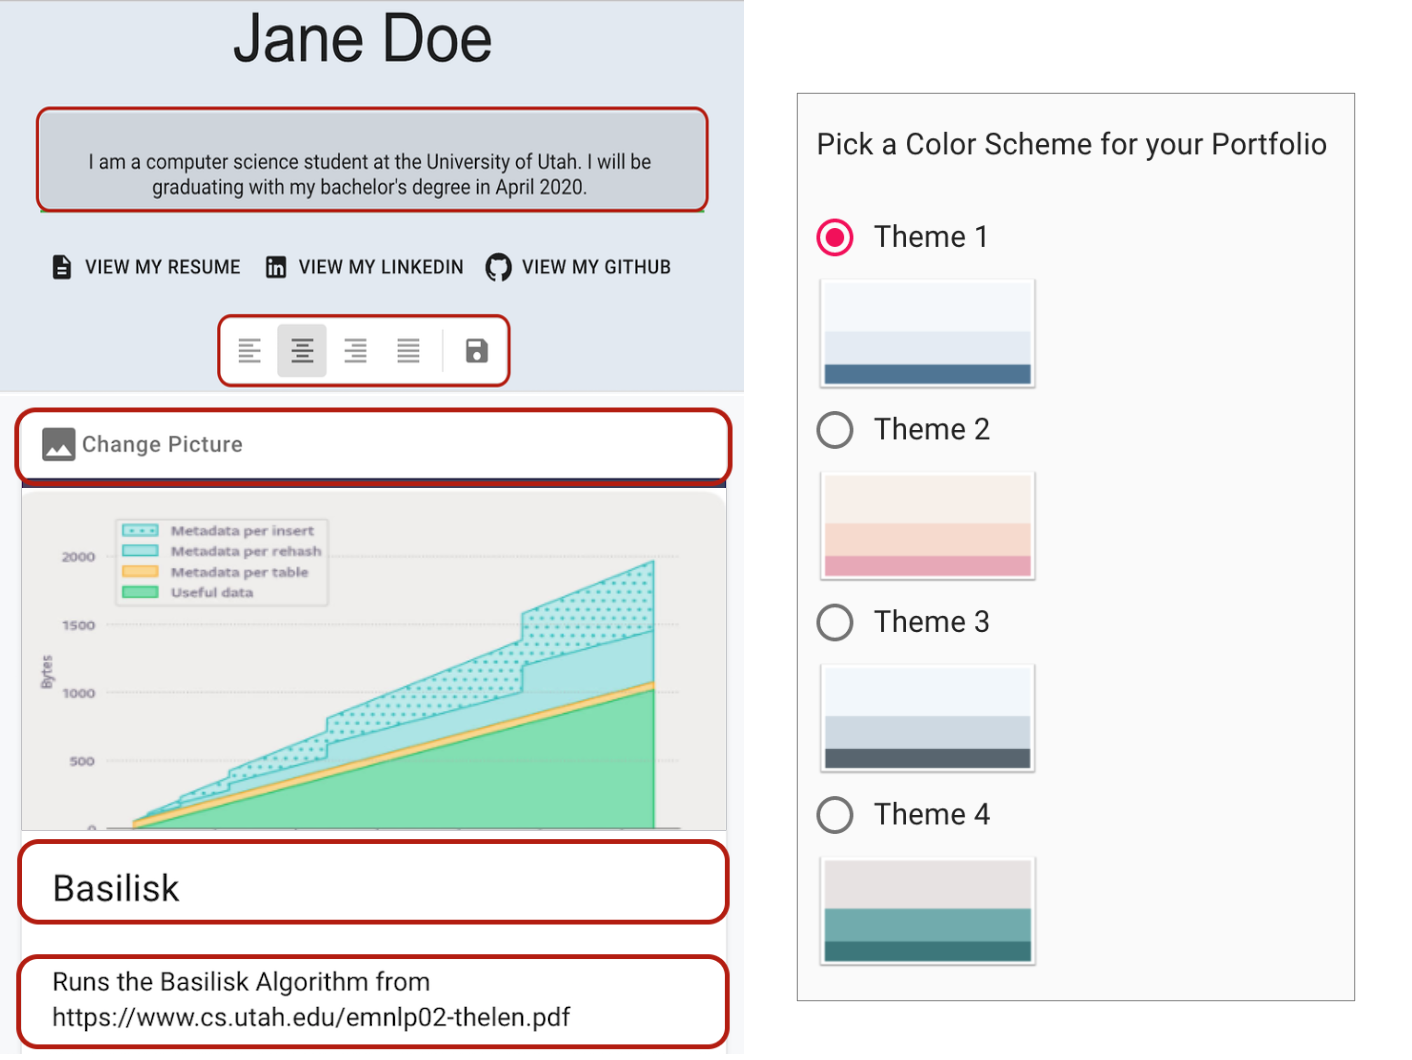 Jane Doe
I am a computer science student at the University of Utah. I will be
graduating with my bachelor's degree in April 2020.
VIEW MY RESUME
VIEW MY LINKEDIN
VIEW MY GITHUB
Change Picture
Metadata per insert
Metadata per rehash
Metadata per table
Useful data
2000
1500
1000
500
0
Bytes
Basilisk
Runs the Basilisk Algorithm from
https://www.cs.utah.edu/emnlp02-thelen.pdf
Pick a Color Scheme for your Portfolio
Theme 1
Theme 2
Theme 3
Theme 4